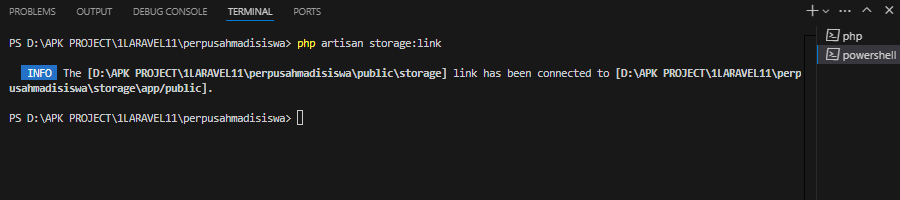 PROBLEMS OUTPUT DEBUG CONSOLE TERMINAL PORTS
php
powershell
PS D:\APK PROJECT\1LARAVEL11\perpusahmadisiswa> php artisan storage:link
INFO The [D:\APK PROJECT\1LARAVEL11\perpusahmadisiswa\public\storage] link has been connected to [D:\APK PROJECT\1LARAVEL11\perp
usahmadisiswa\storage\app/public].
PS D:\APK PROJECT\1LARAVEL11\perpusahmadisiswa>